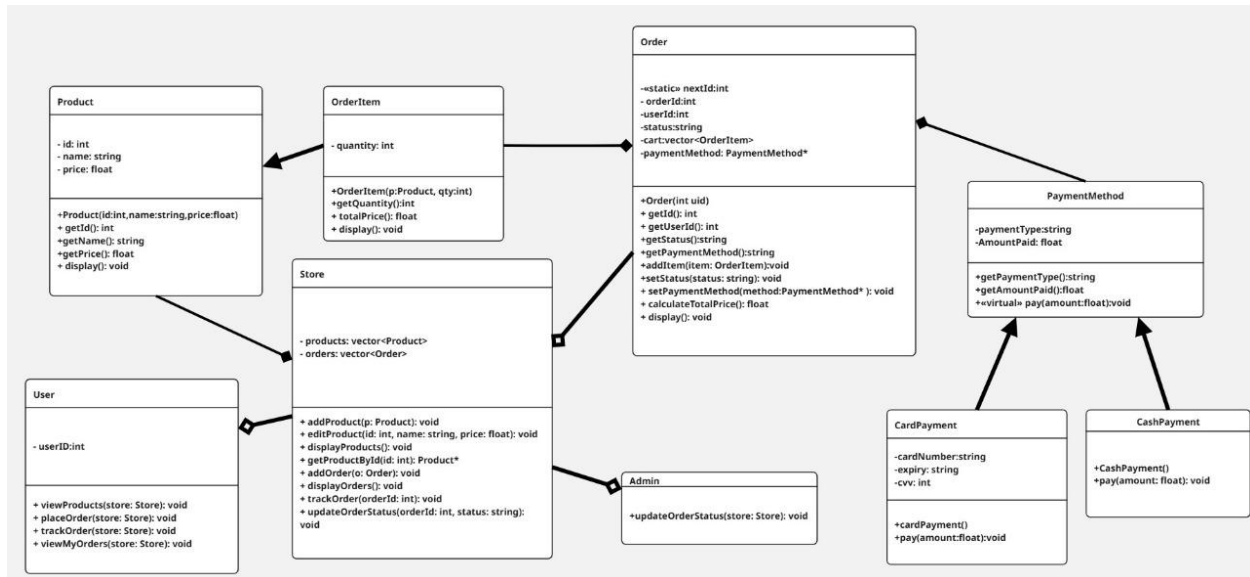 Product
- id: int
- name: string
- price: float
+Product(id:int,name:string,price:float)
+ getId(): int
+getName(): string
+getPrice(): float
+ display(): void
OrderItem
- quantity: int
+OrderItem(p:Product, qty:int)
+getQuantity():int
+ totalPrice(): float
+ display(): void
Order
-«static» nextId:int
- orderId:int
-userId:int
-status:string
-cart:vector<OrderItem>
-paymentMethod: PaymentMethod*
+Order(int uid)
+ getId(): int
+ getUserId(): int
+getStatus():string
+getPaymentMethod():string
+addItem(item: OrderItem):void
+setStatus(status: string): void
+ setPaymentMethod(method:PaymentMethod* ): void
+ calculateTotalPrice(): float
+ display(): void
PaymentMethod
-paymentType:string
-AmountPaid: float
+getPaymentType():string
+getAmountPaid():float
+«virtual» pay(amount:float):void
Store
- products: vector<Product>
- orders: vector<Order>
+ addProduct(p: Product): void
+ editProduct(id: int, name: string, price: float): void
+ displayProducts(): void
+ getProductById(id: int): Product*
+ addOrder(o: Order): void
+ displayOrders(): void
+ trackOrder(orderId: int): void
+ updateOrderStatus(orderId: int, status: string):
void
User
- userID:int
+ viewProducts(store: Store): void
+ placeOrder(store: Store): void
+ trackOrder(store: Store): void
+ viewMyOrders(store: Store): void
Admin
+updateOrderStatus(store: Store): void
CardPayment
-cardNumber:string
-expiry: string
-cvv: int
+cardPayment()
+pay(amount:float):void
CashPayment
+CashPayment()
+pay(amount: float): void